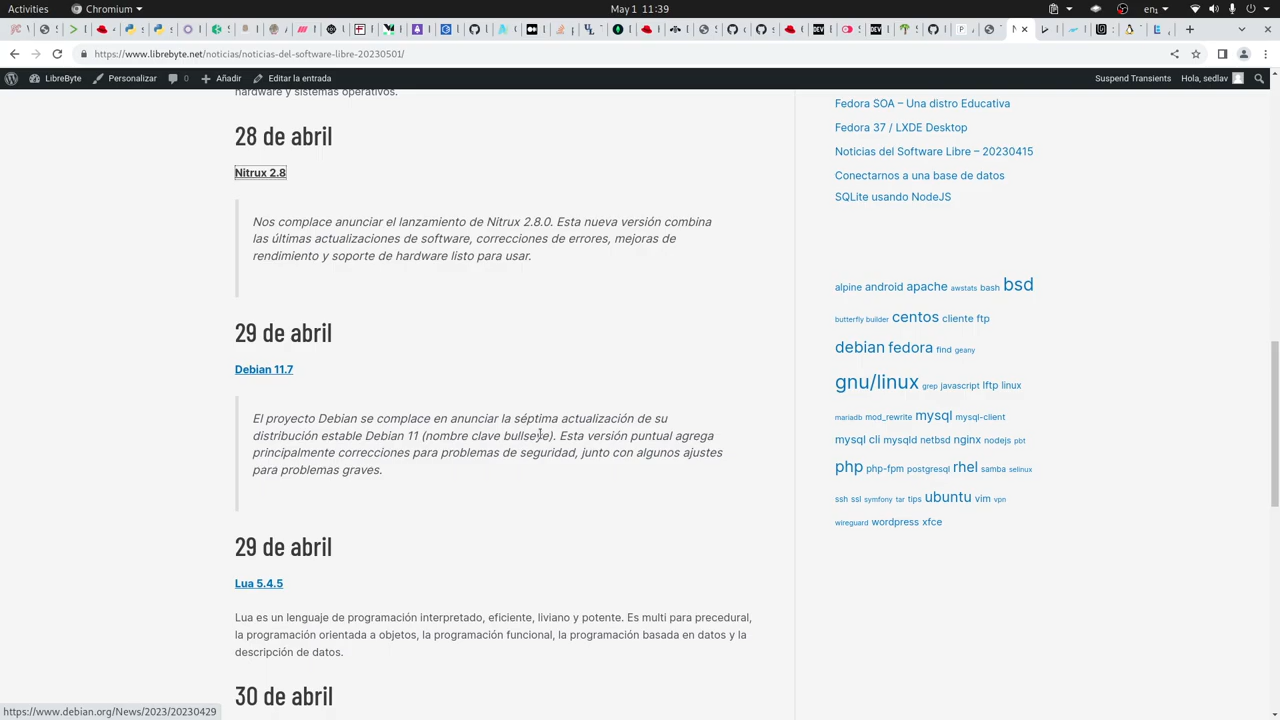 Activities
Chromium
May 1 11:39
en
en
https://www.librebyte.net/noticias/noticias-del-software-libre-20230501/
LibreByte
Personalizar
0
Añadir
Editar la entrada
Suspend Transients
Hola, sedlav
hardware y sistemas operativos.
28 de abril
Nitrux 2.8
Nos complace anunciar el lanzamiento de Nitrux 2.8.0. Esta nueva versión combina
las últimas actualizaciones de software, correcciones de errores, mejoras de
rendimiento y soporte de hardware listo para usar.
29 de abril
Debian 11.7
El proyecto Debian se complace en anunciar la séptima actualización de su
distribución estable Debian 11 (nombre clave bullseye). Esta versión puntual agrega
principalmente correcciones para problemas de seguridad, junto con algunos ajustes
para problemas graves.
29 de abril
Lua 5.4.5
Lua es un lenguaje de programación interpretado, eficiente, liviano y potente. Es multi para precedural,
la programación orientada a objetos, la programación funcional, la programación basada en datos y la
descripción de datos.
30 de abril
Fedora SOA – Una distro Educativa
Fedora 37 / LXDE Desktop
Noticias del Software Libre – 20230415
Conectarnos a una base de datos
SQLite usando NodeJS
alpine android apache awstats bash bsd
butterfly builder centos cliente ftp
debian fedora find geany
gnu/linux grep javascript lftp linux
mariadb mod_rewrite mysql mysql-client
mysql cli mysqld netbsd nginx nodejs pbt
php php-fpm postgresql rhel samba selinux
ssh ssl symfony tar tips ubuntu vim vpn
wireguard wordpress xfce
https://www.debian.org/News/2023/20230429